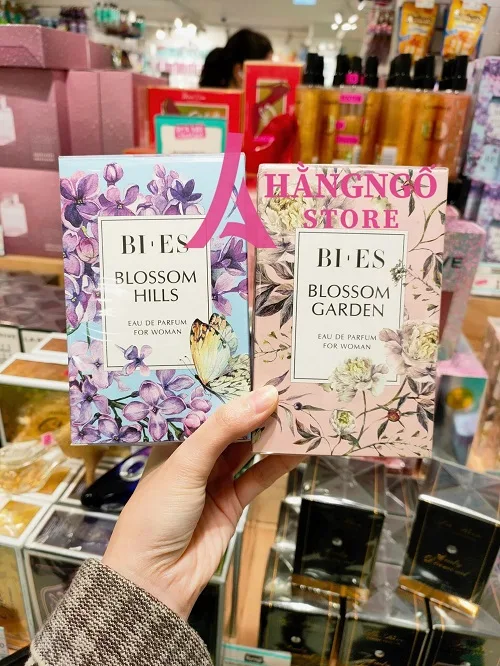 HẰNGNGỐ
STORE
BI·ES
BLOSSOM
HILLS
EAU DE PARFUM
FOR WOMAN
BI·ES
BLOSSOM
GARDEN
EAU DE PARFUM
FOR WOMAN